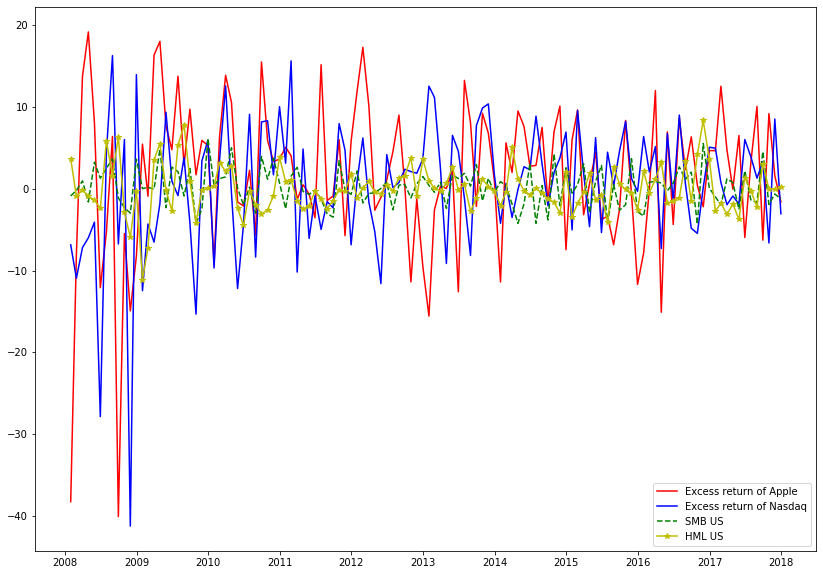 20
10
0
−10
−20
−30
−40
2008 2009 2010 2011 2012 2013 2014 2015 2016 2017 2018
Excess return of Apple
Excess return of Nasdaq
SMB US
HML US